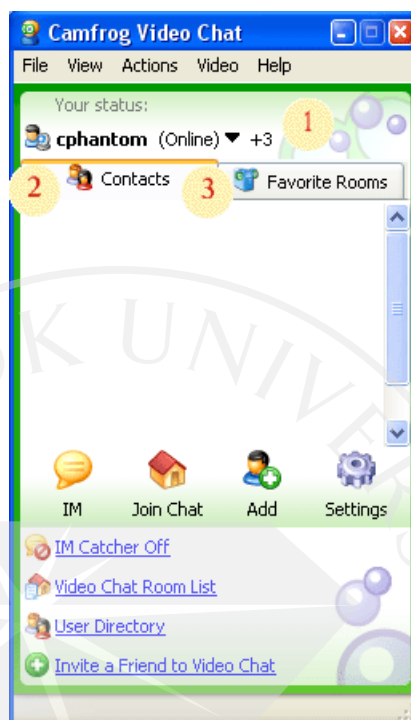 Camfrog Video Chat
File View Actions Video Help
Your status:
cphantom (Online) +3 1
2 Contacts 3 Favorite Rooms
OK UNIVE
IM Join Chat Add Settings
IM Catcher Off
Video Chat Room List
User Directory
Invite a Friend to Video Chat